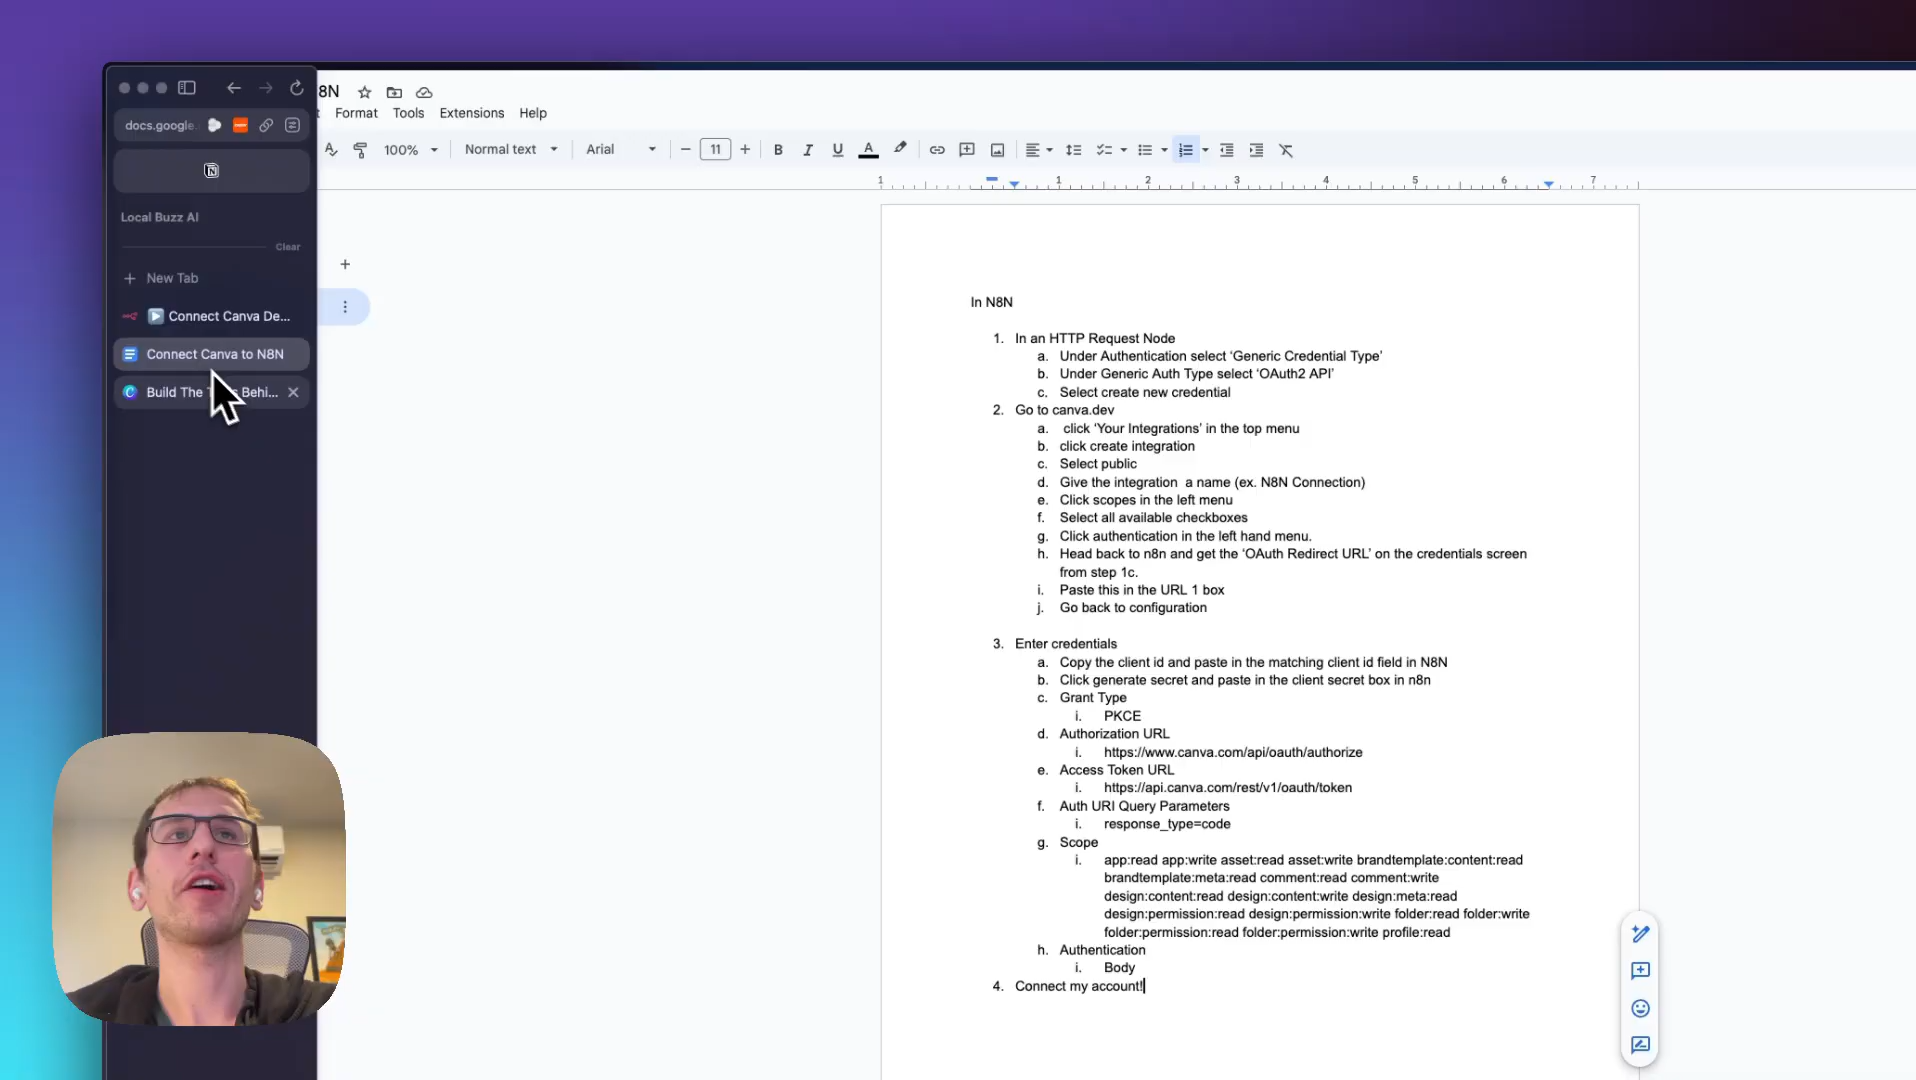 8N
Format Tools Extensions Help
docs.google.
100% Normal text Arial 11 B I U A
1 1 2 3 4 5 6 7
Local Buzz AI
Clear
New Tab
Connect Canva De...
Connect Canva to N8N
Build The Behi...
In N8N
1. In an HTTP Request Node
a. Under Authentication select ‘Generic Credential Type’
b. Under Generic Auth Type select ‘OAuth2 API’
c. Select create new credential
2. Go to canva.dev
a. click ‘Your Integrations’ in the top menu
b. click create integration
c. Select public
d. Give the integration a name (ex. N8N Connection)
e. Click scopes in the left menu
f. Select all available checkboxes
g. Click authentication in the left hand menu.
h. Head back to n8n and get the ‘OAuth Redirect URL’ on the credentials screen
from step 1c.
i. Paste this in the URL 1 box
j. Go back to configuration
3. Enter credentials
a. Copy the client id and paste in the matching client id field in N8N
b. Click generate secret and paste in the client secret box in n8n
c. Grant Type
i. PKCE
d. Authorization URL
i. https://www.canva.com/api/oauth/authorize
e. Access Token URL
i. https://api.canva.com/rest/v1/oauth/token
f. Auth URI Query Parameters
i. response_type=code
g. Scope
i. app:read app:write asset:read asset:write brandtemplate:content:read
brandtemplate:meta:read comment:read comment:write
design:content:read design:content:write design:meta:read
design:permission:read design:permission:write folder:read folder:write
folder:permission:read folder:permission:write profile:read
h. Authentication
i. Body
4. Connect my account!